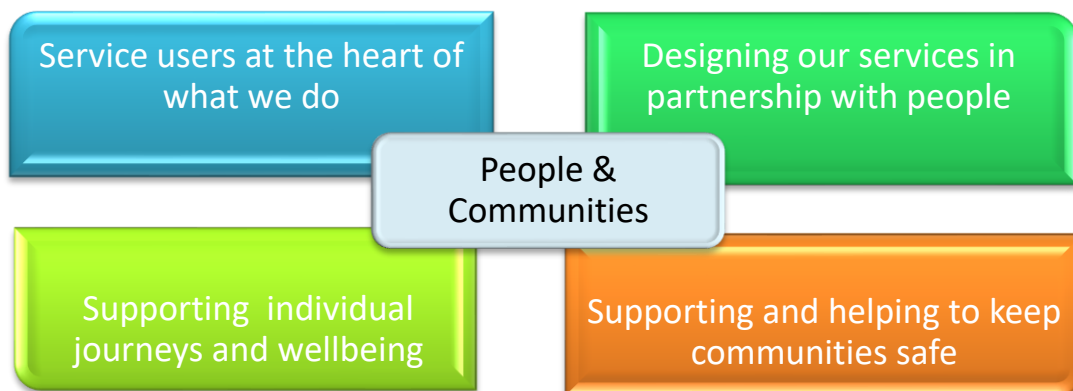 Service users at the heart of
what we do
Designing our services in
partnership with people
People &
Communities
Supporting individual
journeys and wellbeing
Supporting and helping to keep
communities safe